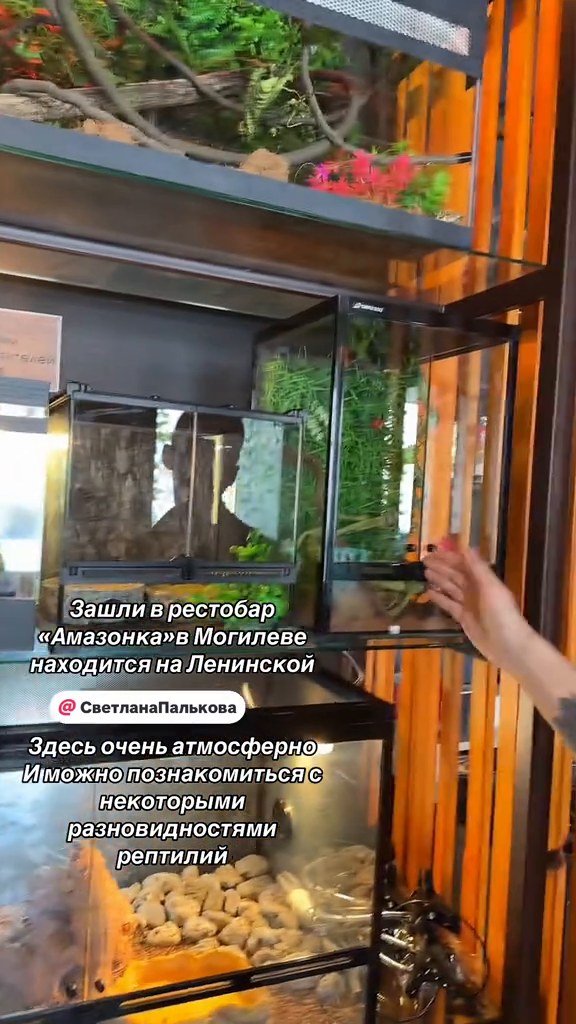 Зашли в рестобар
«Амазонка»в Могилеве
находится на Ленинской
@СветланаПалькова
Здесь очень атмосферно
И можно познакомиться с
некоторыми
разновидностями
рептилий